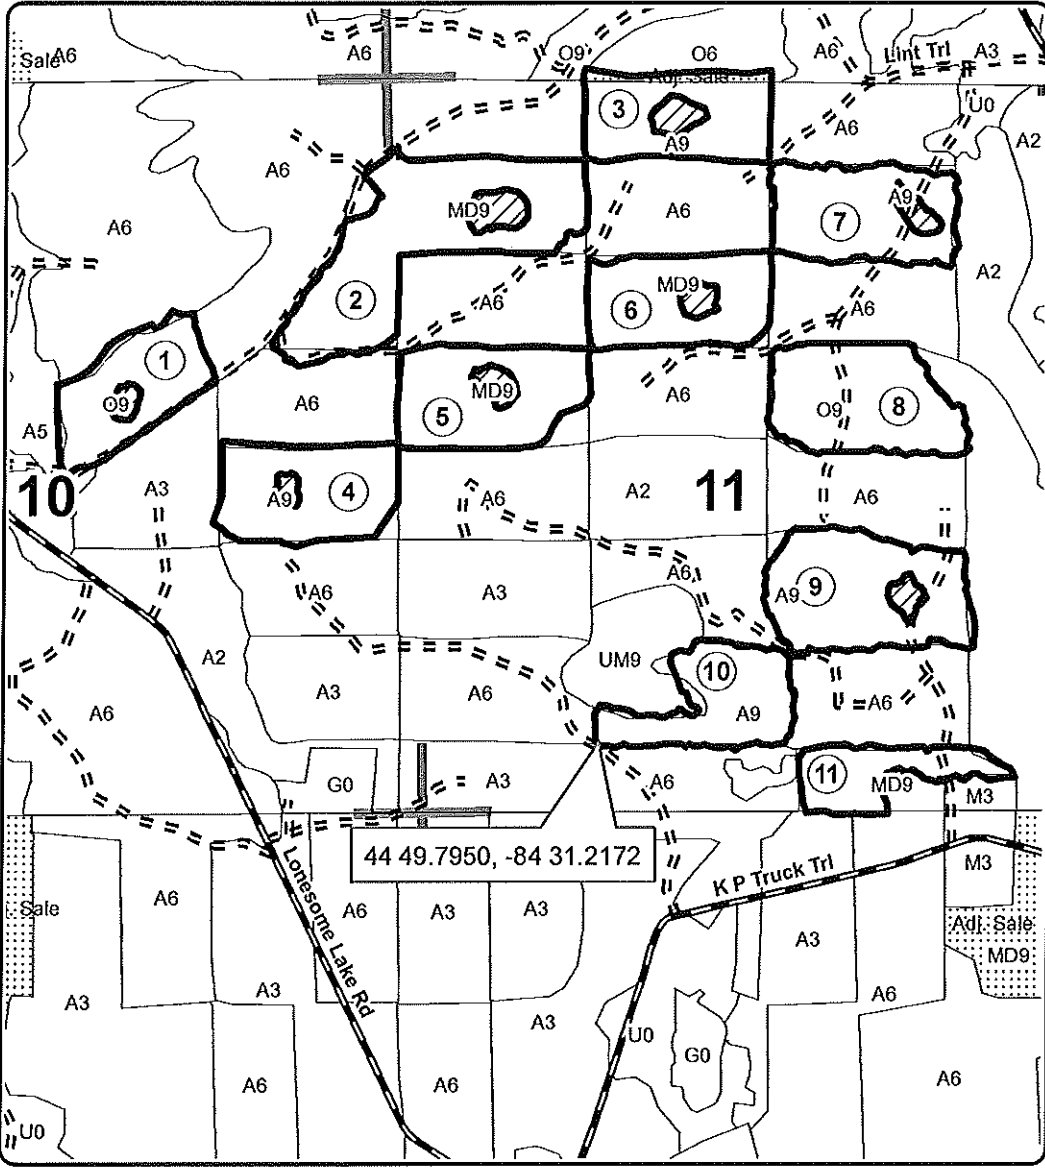 Sale
A6
A6
O9
O6
A6
Lint Trl
A3
Adj. Sale
3
A9
A6
U0
A2
A6
A6
MD9
A6
A9
7
A2
2
A6
MD9
6
A6
1
O9
A5
A6
MD9
5
A6
O9
8
10
A3
A9
4
A6
A2
11
A6
A6
A3
A6
A9
9
A2
UM9
10
A3
A6
A9
A6
A6
G0
A3
A6
11
MD9
M3
44 49.7950, -84 31.2172
K P Truck Trl
M3
Lonesome Lake Rd
Sale
A6
A6
A3
A3
A3
Adj. Sale
MD9
A3
A3
A3
A6
U0
G0
A6
A6
A6
U0